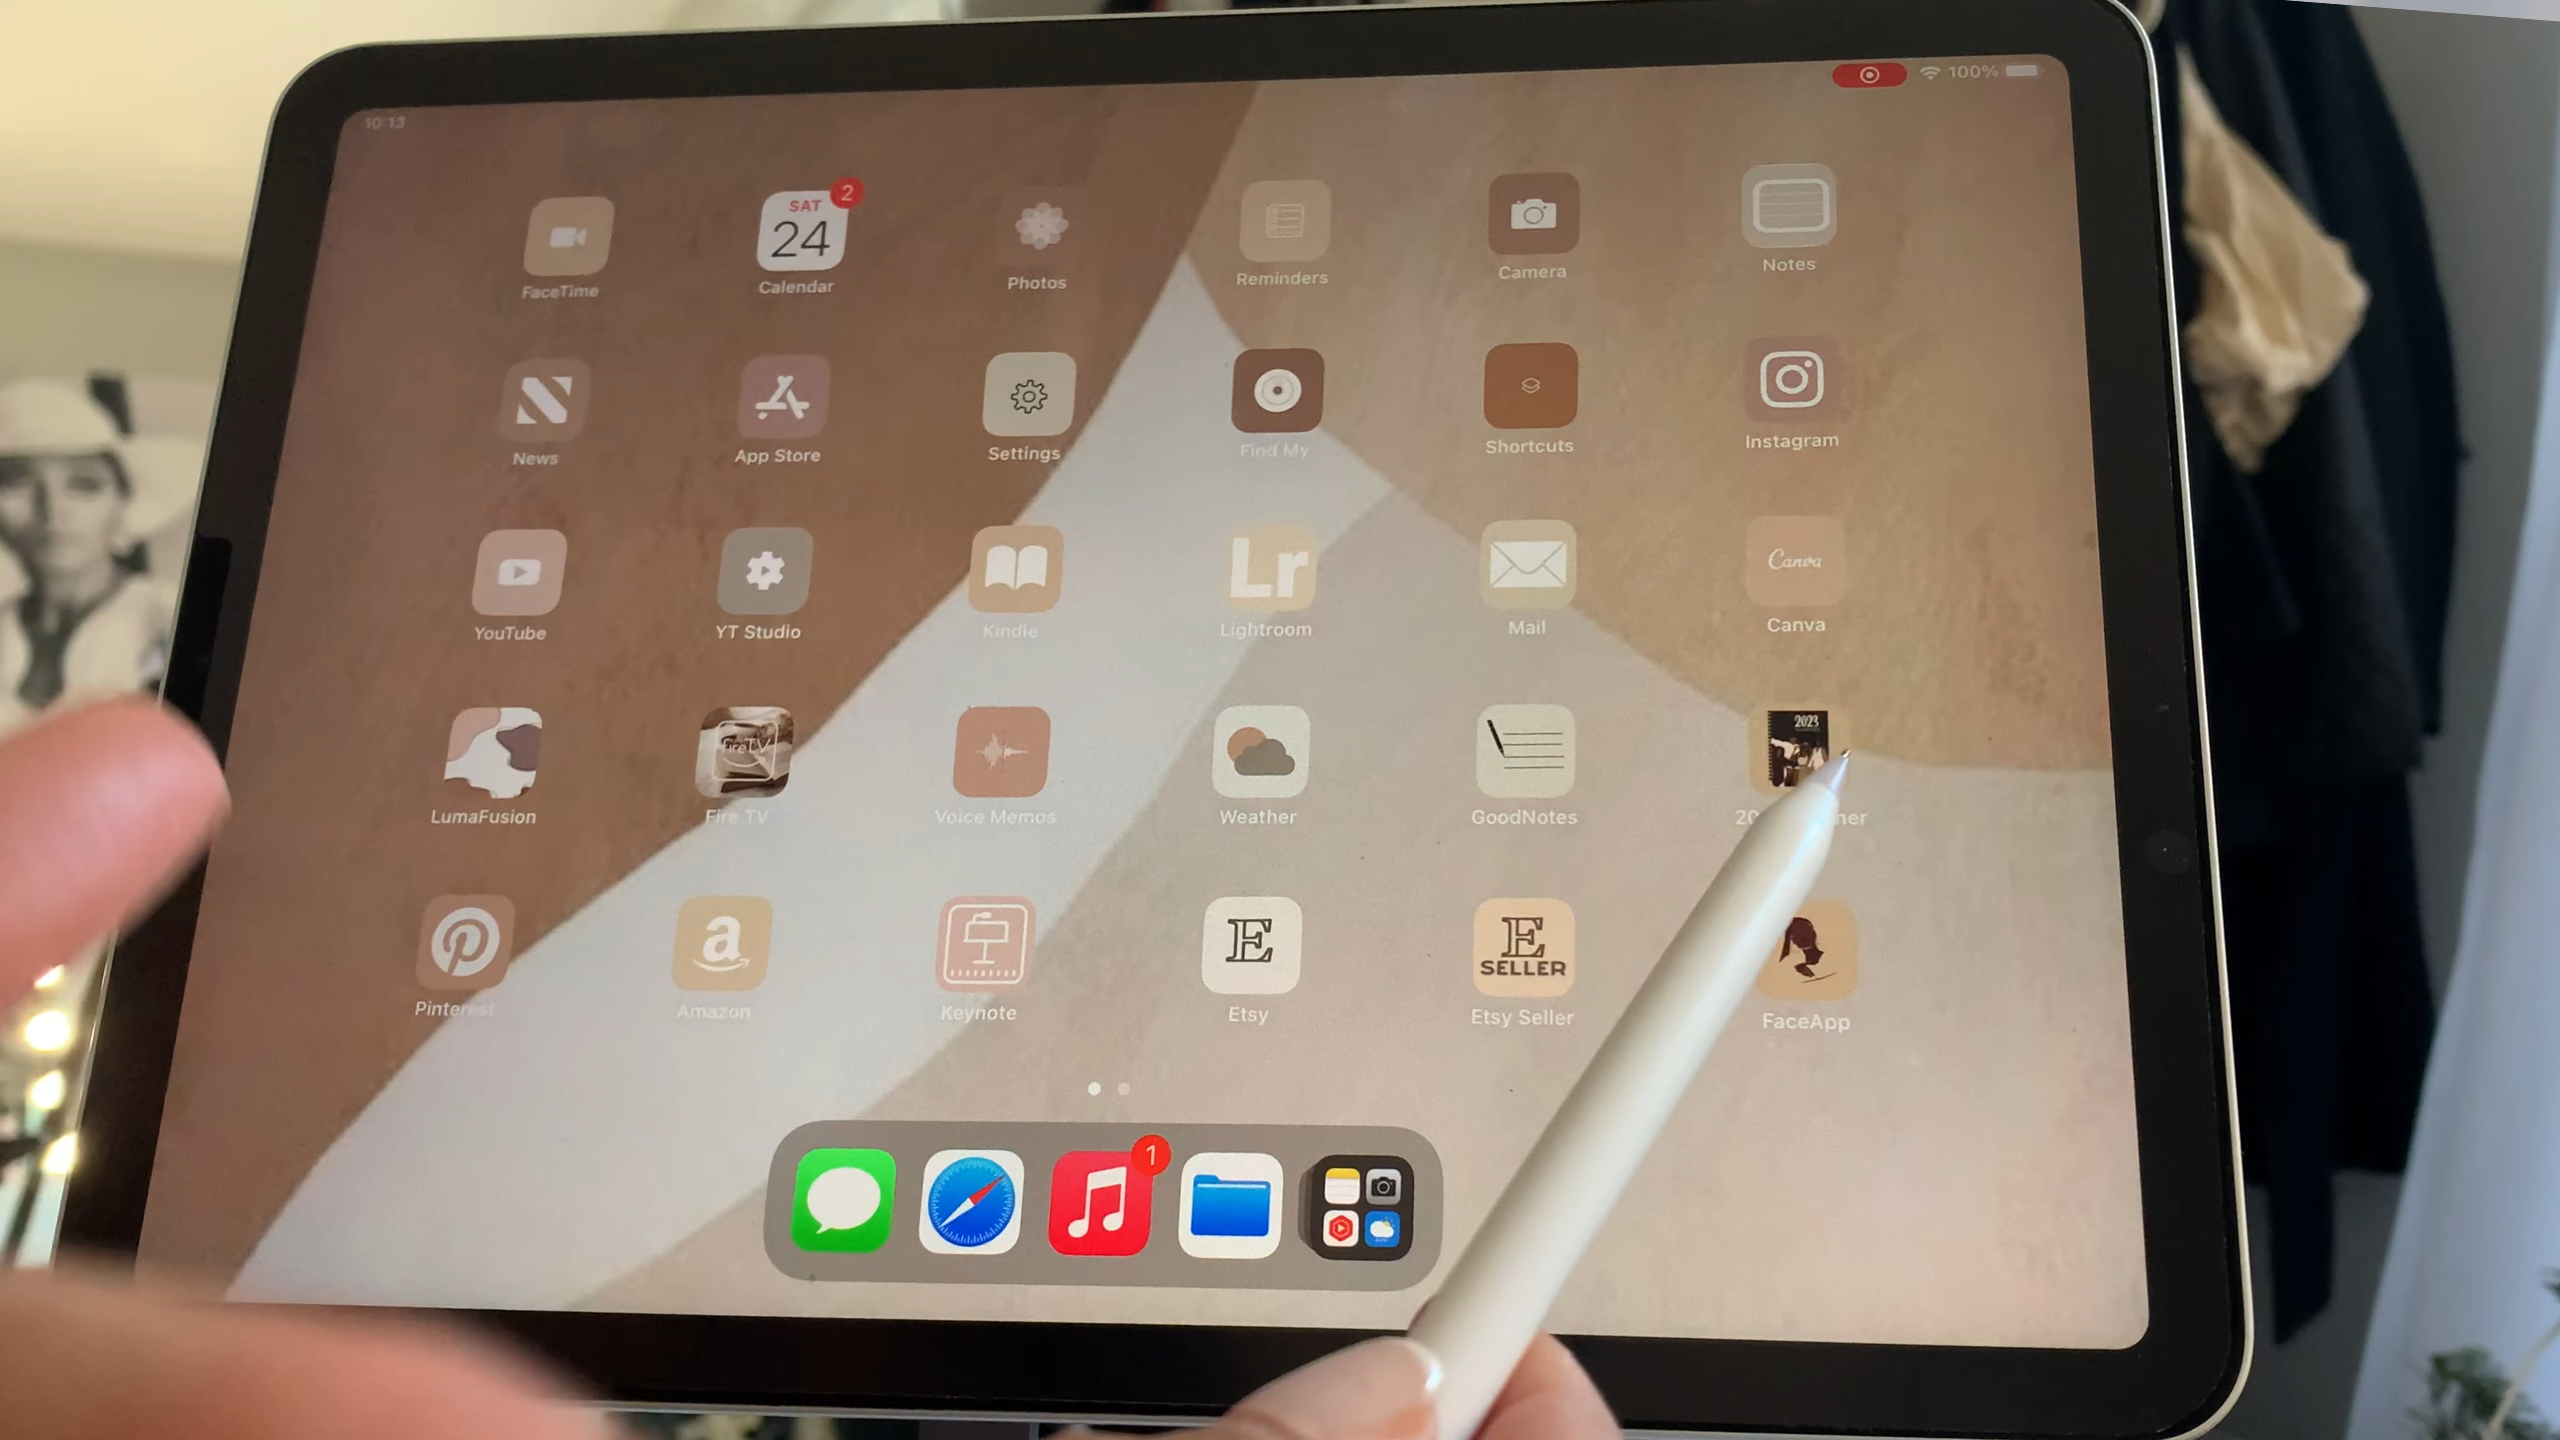 10:13
100%
2
SAT
24
FaceTime
Calendar
Photos
Reminders
Camera
Notes
News
App Store
Settings
Find My
Shortcuts
Instagram
Lr
Canva
YouTube
YT Studio
Kindle
Lightroom
Mail
Canva
fireTV
2023
LumaFusion
Fire TV
Voice Memos
Weather
GoodNotes
a
E
E
SELLER
Pinterest
Amazon
Keynote
Etsy
Etsy Seller
FaceApp
1